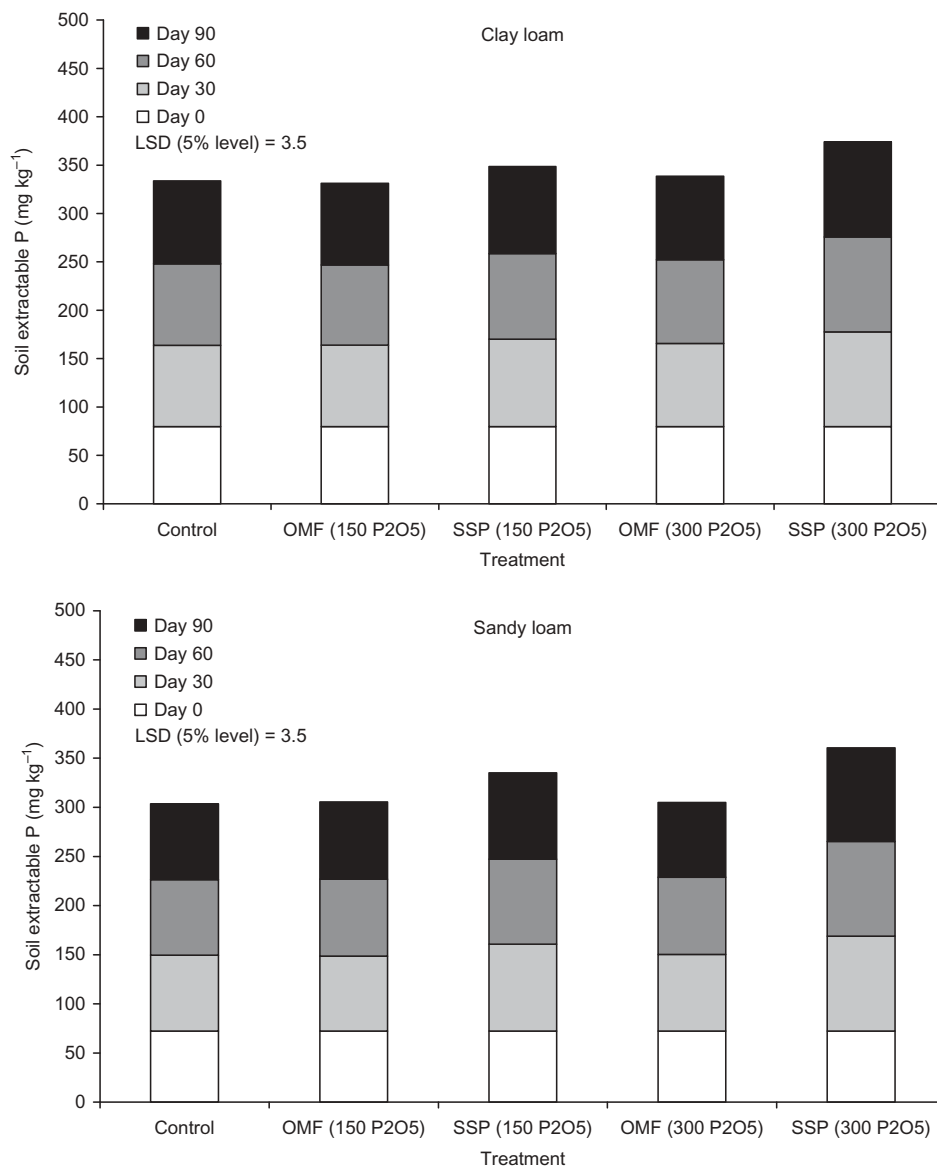 500
450
400
350
300
250
200
150
100
50
0
Soil extractable P (mg kg⁻¹)
Clay loam
Day 90
Day 60
Day 30
Day 0
LSD (5% level) = 3.5
Control OMF (150 P2O5) SSP (150 P2O5) OMF (300 P2O5) SSP (300 P2O5)
Treatment
500
450
400
350
300
250
200
150
100
50
0
Soil extractable P (mg kg⁻¹)
Sandy loam
Day 90
Day 60
Day 30
Day 0
LSD (5% level) = 3.5
Control OMF (150 P2O5) SSP (150 P2O5) OMF (300 P2O5) SSP (300 P2O5)
Treatment